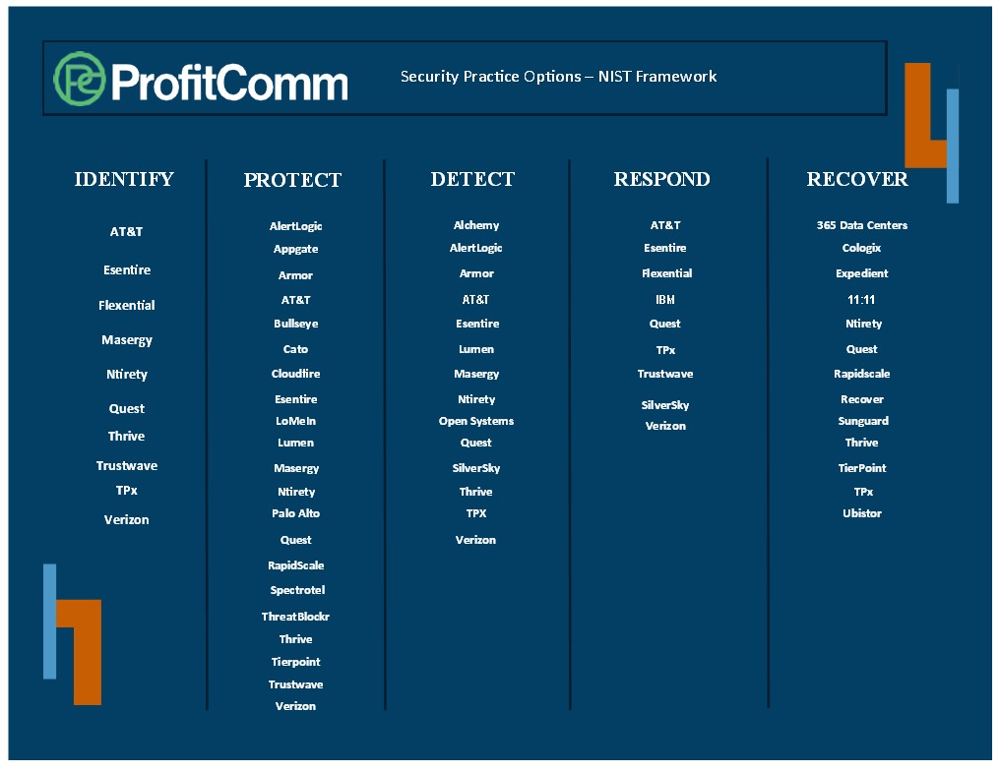 ProfitComm
Security Practice Options – NIST Framework
IDENTIFY
AT&T
Esentire
Flexential
Masergy
Ntirety
Quest
Thrive
Trustwave
TPx
Verizon
PROTECT
AlertLogic
Appgate
Armor
AT&T
Bullseye
Cato
Cloudfire
Esentire
LoMeIn
Lumen
Masergy
Ntirety
Palo Alto
Quest
RapidScale
Spectrotel
ThreatBlockr
Thrive
Tierpoint
Trustwave
Verizon
DETECT
Alchemy
AlertLogic
Armor
AT&T
Esentire
Lumen
Masergy
Ntirety
Open Systems
Quest
SilverSky
Thrive
TPX
Verizon
RESPOND
AT&T
Esentire
Flexential
IBM
Quest
TPx
Trustwave
SilverSky
Verizon
RECOVER
365 Data Centers
Cologix
Expedient
11:11
Ntirety
Quest
Rapidscale
Recover
Sunguard
Thrive
TierPoint
TPx
Ubistor